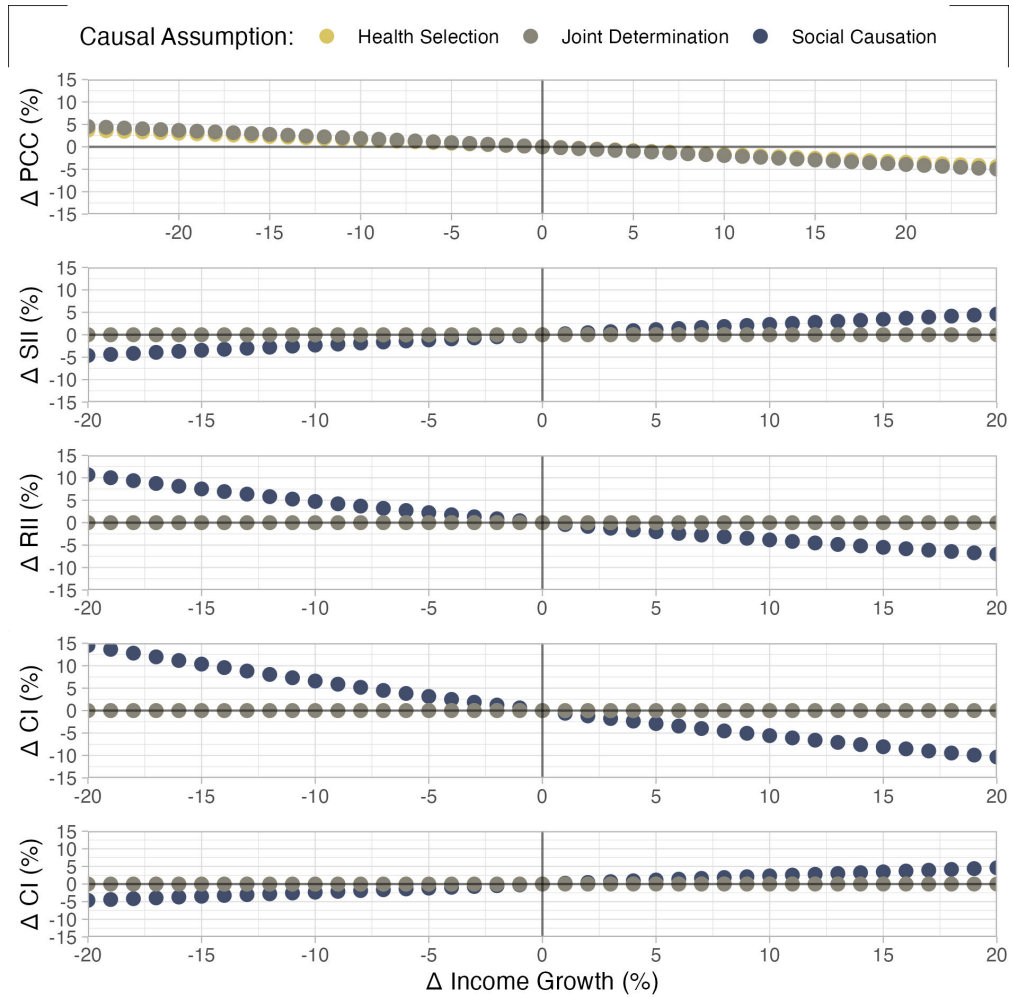 Causal Assumption: Health Selection Joint Determination Social Causation
Δ PCC (%)
15
10
5
0
-5
-10
-15
-20 -15 -10 -5 0 5 10 15 20
Δ SII (%)
15
10
5
0
-5
-10
-15
-20 -15 -10 -5 0 5 10 15 20
Δ RII (%)
15
10
5
0
-5
-10
-15
-20 -15 -10 -5 0 5 10 15 20
Δ CI (%)
15
10
5
0
-5
-10
-15
-20 -15 -10 -5 0 5 10 15 20
Δ CI (%)
15
10
5
0
-5
-10
-15
-20 -15 -10 -5 0 5 10 15 20
Δ Income Growth (%)